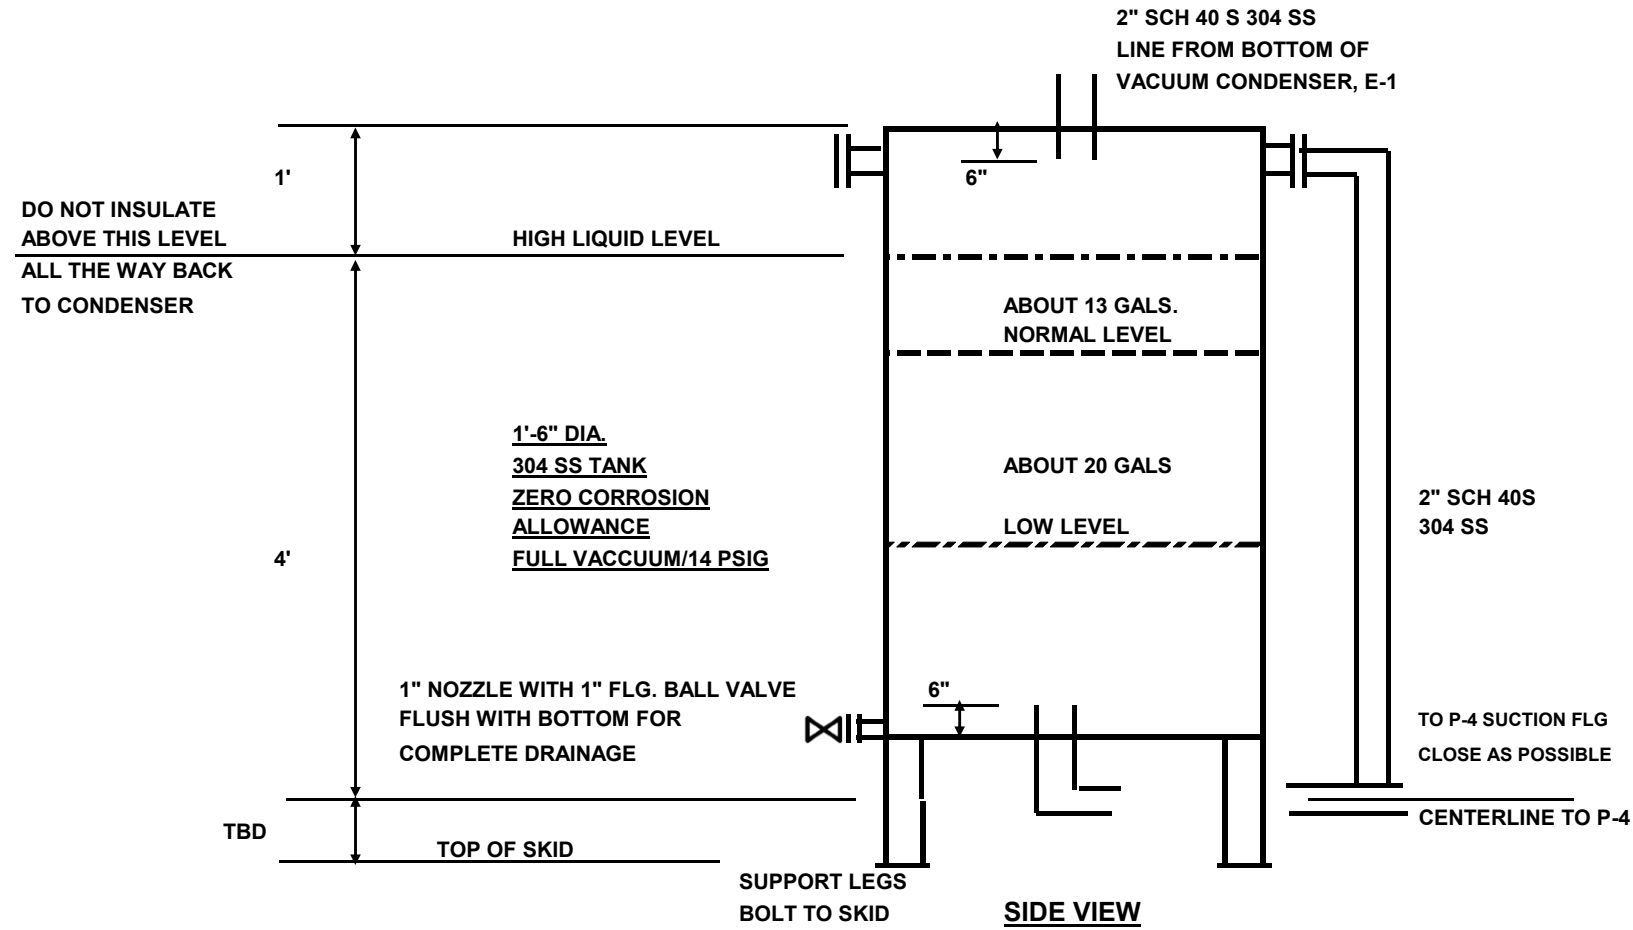 2" SCH 40 S 304 SS
LINE FROM BOTTOM OF
VACUUM CONDENSER, E-1
1'
6"
DO NOT INSULATE
ABOVE THIS LEVEL
ALL THE WAY BACK
TO CONDENSER
HIGH LIQUID LEVEL
ABOUT 13 GALS.
NORMAL LEVEL
1'-6" DIA.
304 SS TANK
ZERO CORROSION
ALLOWANCE
FULL VACCUUM/14 PSIG
ABOUT 20 GALS
LOW LEVEL
2" SCH 40S
304 SS
4'
1" NOZZLE WITH 1" FLG. BALL VALVE
FLUSH WITH BOTTOM FOR
COMPLETE DRAINAGE
6"
TO P-4 SUCTION FLG
CLOSE AS POSSIBLE
CENTERLINE TO P-4
TBD
TOP OF SKID
SUPPORT LEGS
BOLT TO SKID
SIDE VIEW